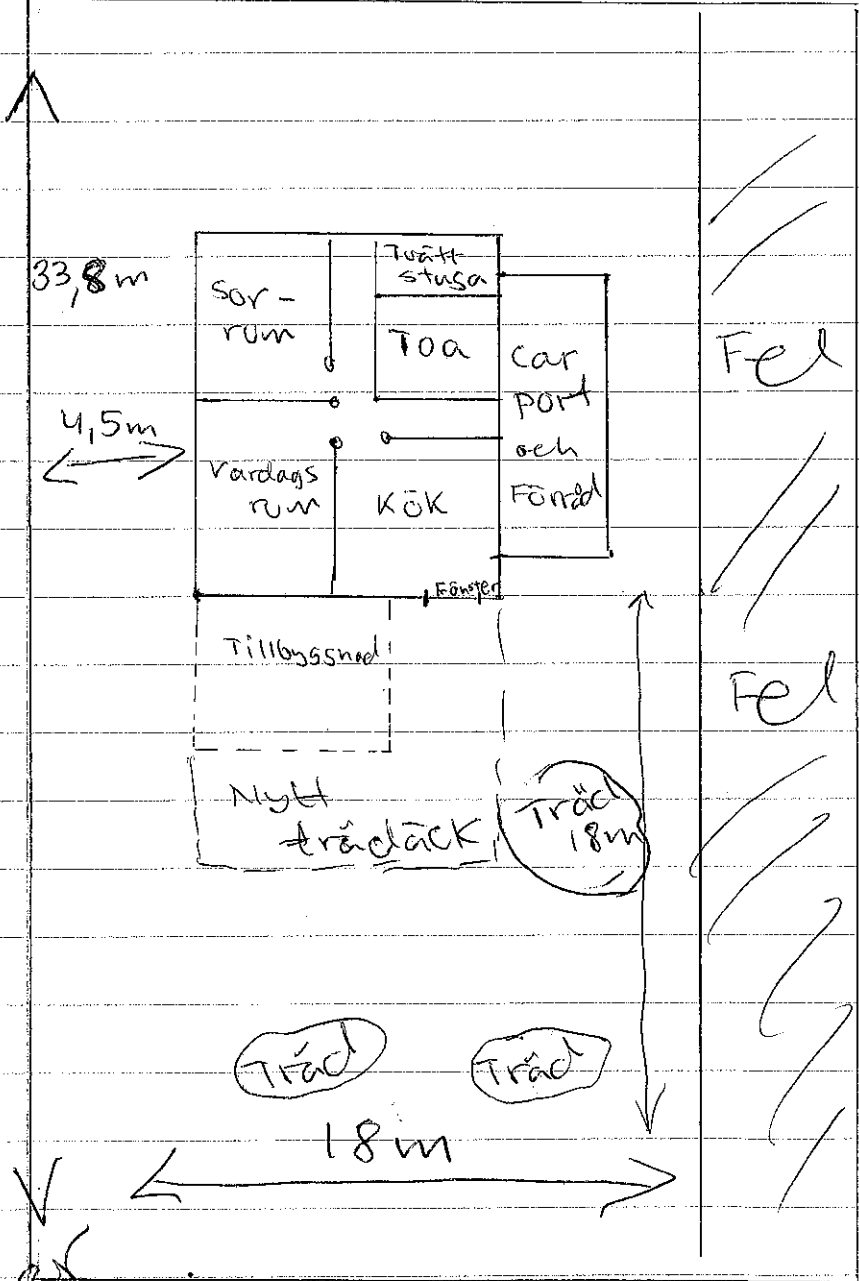 33,8 m
4,5m
Sov-
rum
Tvätt
stuga
Toa
Car
port
och
Förråd
Vardags
rum
Kök
Fönster
Tillbyggnad
Nytt
trädäck
Träd
18m
Träd
Träd
18 m
Fel
Fel